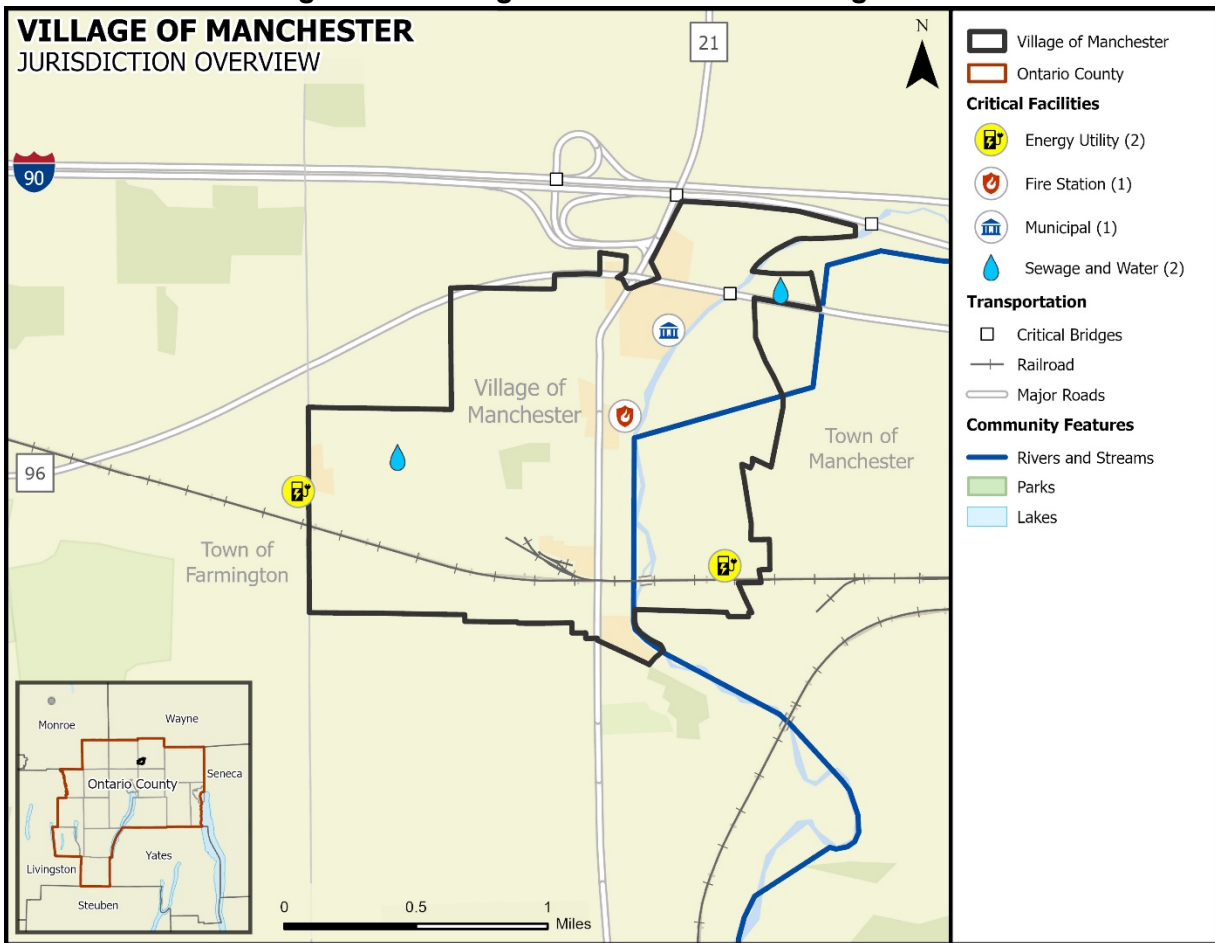 VILLAGE OF MANCHESTER
JURISDICTION OVERVIEW
21
N
90
Village of
Manchester
Town of
Manchester
96
Town of
Farmington
Monroe
Wayne
Ontario County
Seneca
Livingston
Yates
Steuben
0 0.5 1
Miles
Village of Manchester
Ontario County
Critical Facilities
Energy Utility (2)
Fire Station (1)
Municipal (1)
Sewage and Water (2)
Transportation
Critical Bridges
Railroad
Major Roads
Community Features
Rivers and Streams
Parks
Lakes